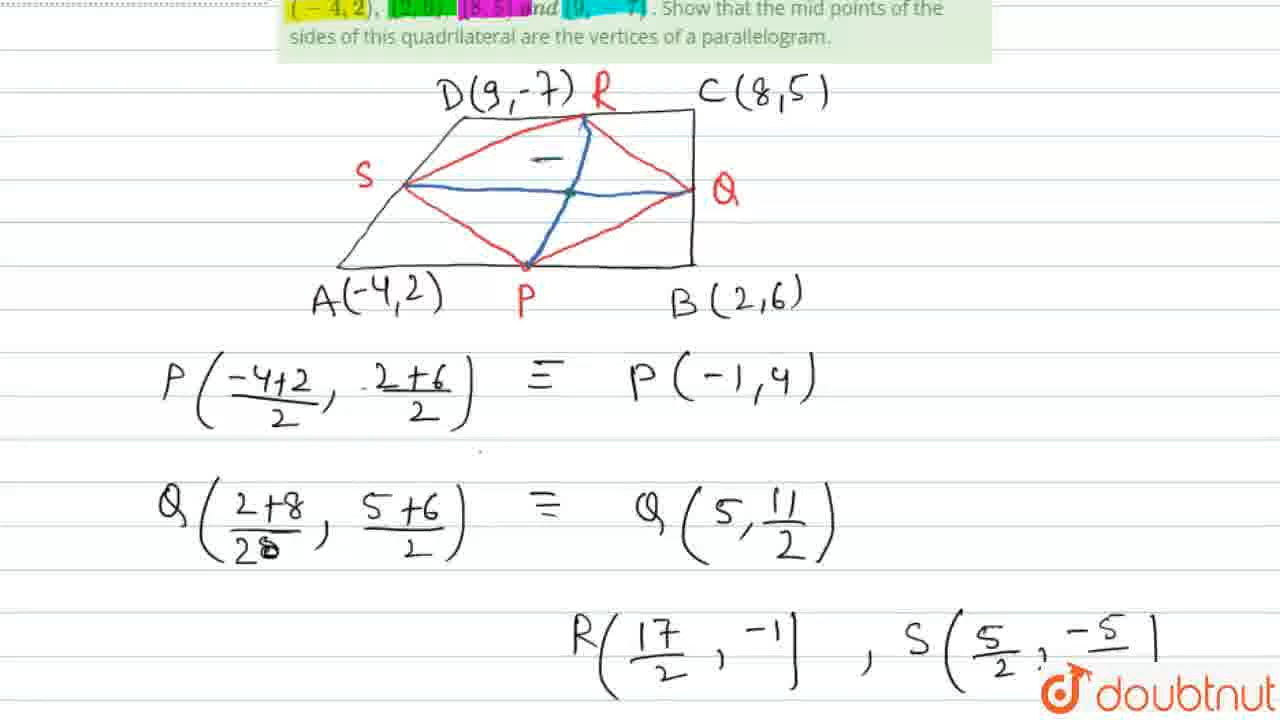 (−4, 2), (2, 6), (8, 5) and (9, −7). Show that the mid points of the
sides of this quadrilateral are the vertices of a parallelogram.
D(9,-7) R C(8,5)
S Q
A(-4,2) P B(2,6)
P(-4+2/2, 2+6/2) ≡ P(-1,4)
Q(2+8/2, 5+6/2) ≡ Q(5, 11/2)
R(17/2, -1), S(5/2, -5/
doubtnut